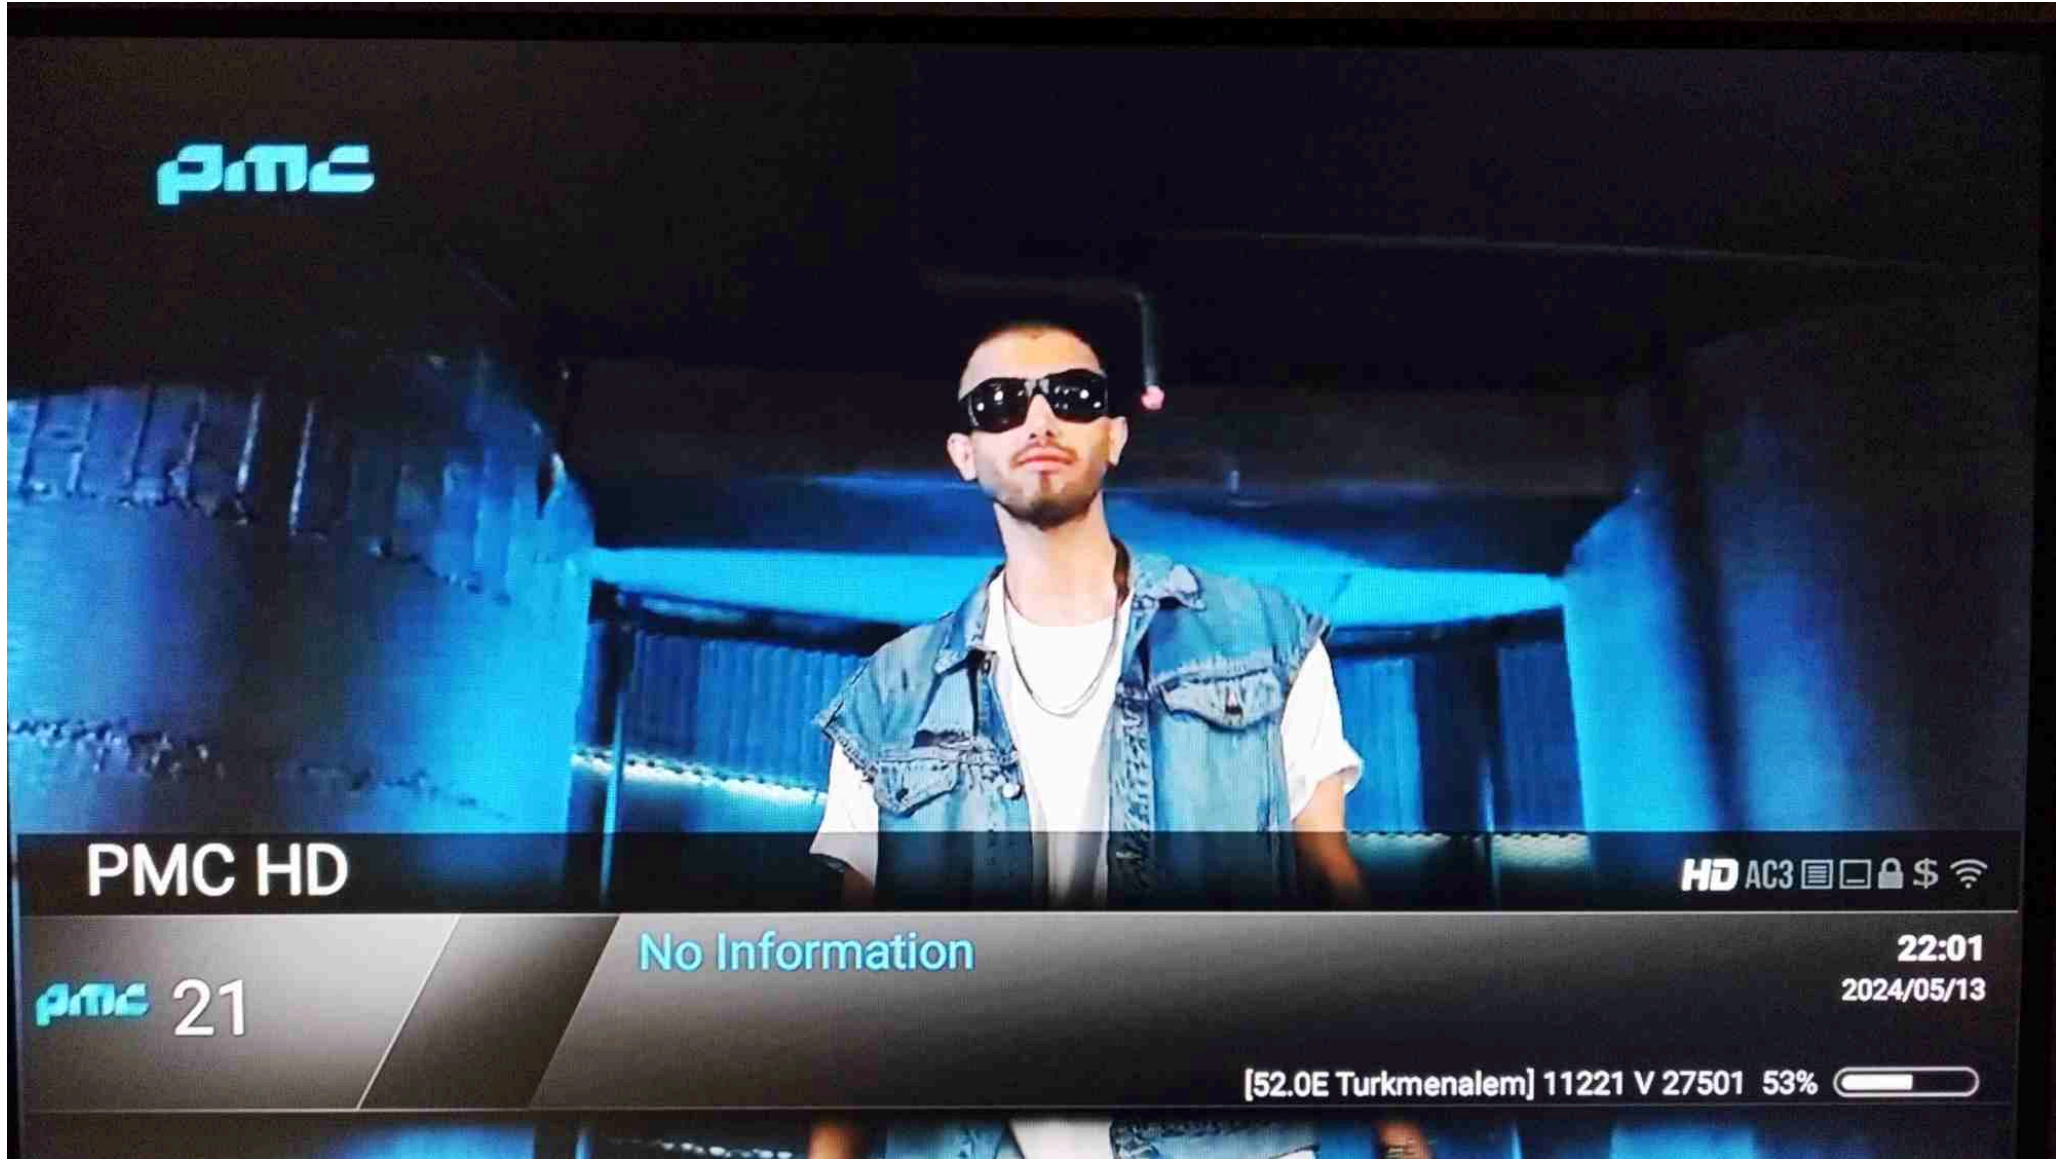 pmc
PMC HD
HD AC3 $
No Information
22:01
pmc 21
2024/05/13
[52.0E Turkmenalem] 11221 V 27501 53%